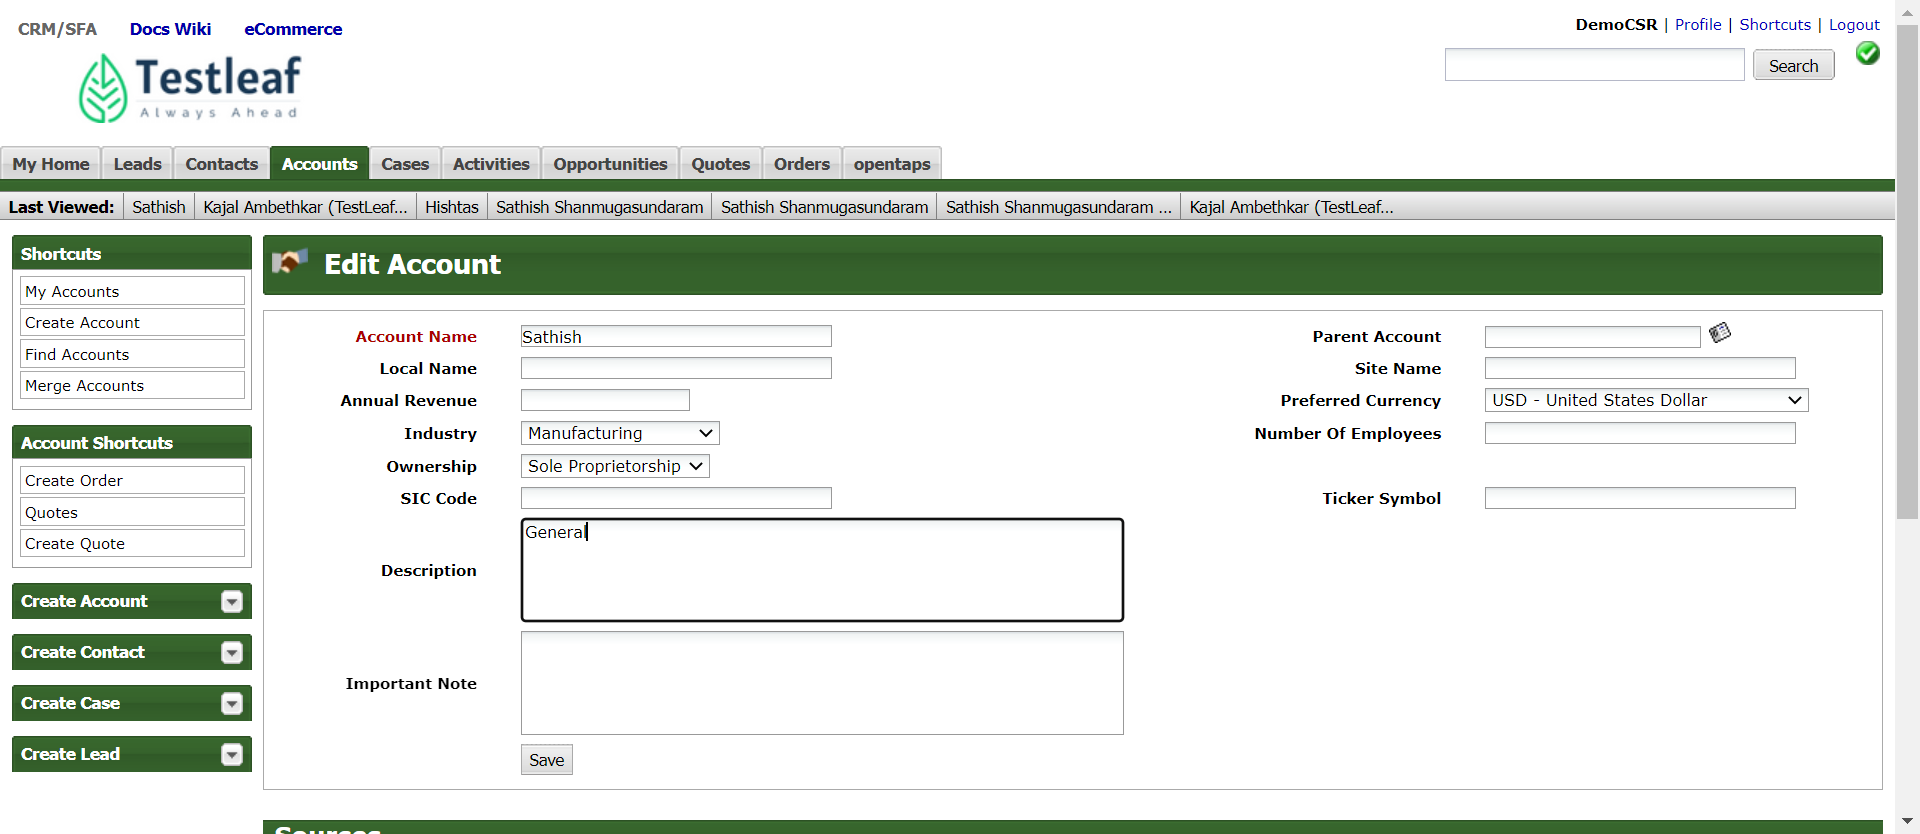 CRM/SFA Docs Wiki eCommerce
DemoCSR | Profile | Shortcuts | Logout
Testleaf
Always Ahead
Search
My Home Leads Contacts Accounts Cases Activities Opportunities Quotes Orders opentaps
Last Viewed: Sathish Kajal Ambethkar (TestLeaf... Hishtas Sathish Shanmugasundaram Sathish Shanmugasundaram Sathish Shanmugasundaram ... Kajal Ambethkar (TestLeaf...
Shortcuts
My Accounts
Create Account
Find Accounts
Merge Accounts
Account Shortcuts
Create Order
Quotes
Create Quote
Create Account
Create Contact
Create Case
Create Lead
Edit Account
Account Name Sathish Parent Account
Local Name Site Name
Annual Revenue Preferred Currency USD - United States Dollar
Industry Manufacturing Number Of Employees
Ownership Sole Proprietorship
SIC Code Ticker Symbol
Description General
Important Note
Save
Sources